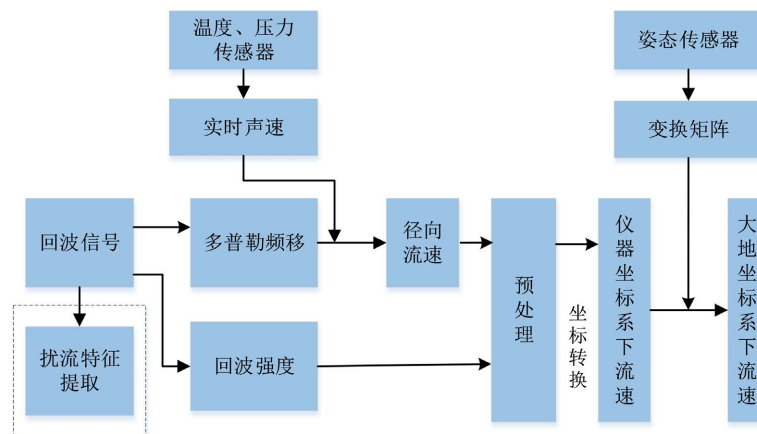 温度、压力
传感器
姿态传感器
实时声速
变换矩阵
回波信号
多普勒频移
径向
流速
预处理
坐标转换
仪器坐标系下流速
大地坐标系下流速
扰流特征
提取
回波强度